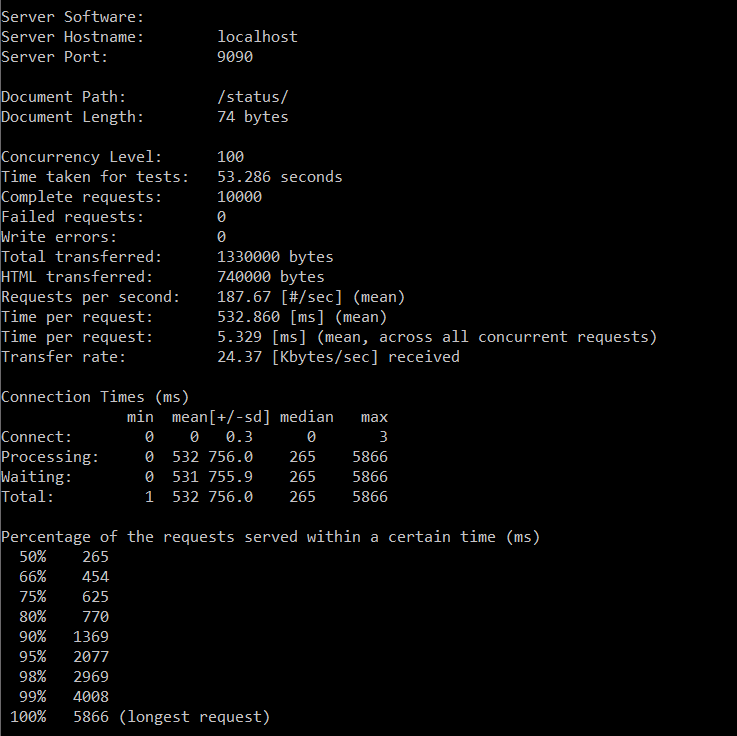 Server Software:
Server Hostname:        localhost
Server Port:            9090
Document Path:          /status/
Document Length:        74 bytes
Concurrency Level:      100
Time taken for tests:   53.286 seconds
Complete requests:      10000
Failed requests:        0
Write errors:           0
Total transferred:      1330000 bytes
HTML transferred:       740000 bytes
Requests per second:    187.67 [#/sec] (mean)
Time per request:       532.860 [ms] (mean)
Time per request:       5.329 [ms] (mean, across all concurrent requests)
Transfer rate:          24.37 [Kbytes/sec] received
Connection Times (ms)
              min  mean[+/-sd] median   max
Connect:        0    0   0.3      0       3
Processing:     0  532 756.0    265    5866
Waiting:        0  531 755.9    265    5866
Total:          1  532 756.0    265    5866
Percentage of the requests served within a certain time (ms)
  50%    265
  66%    454
  75%    625
  80%    770
  90%   1369
  95%   2077
  98%   2969
  99%   4008
 100%   5866 (longest request)